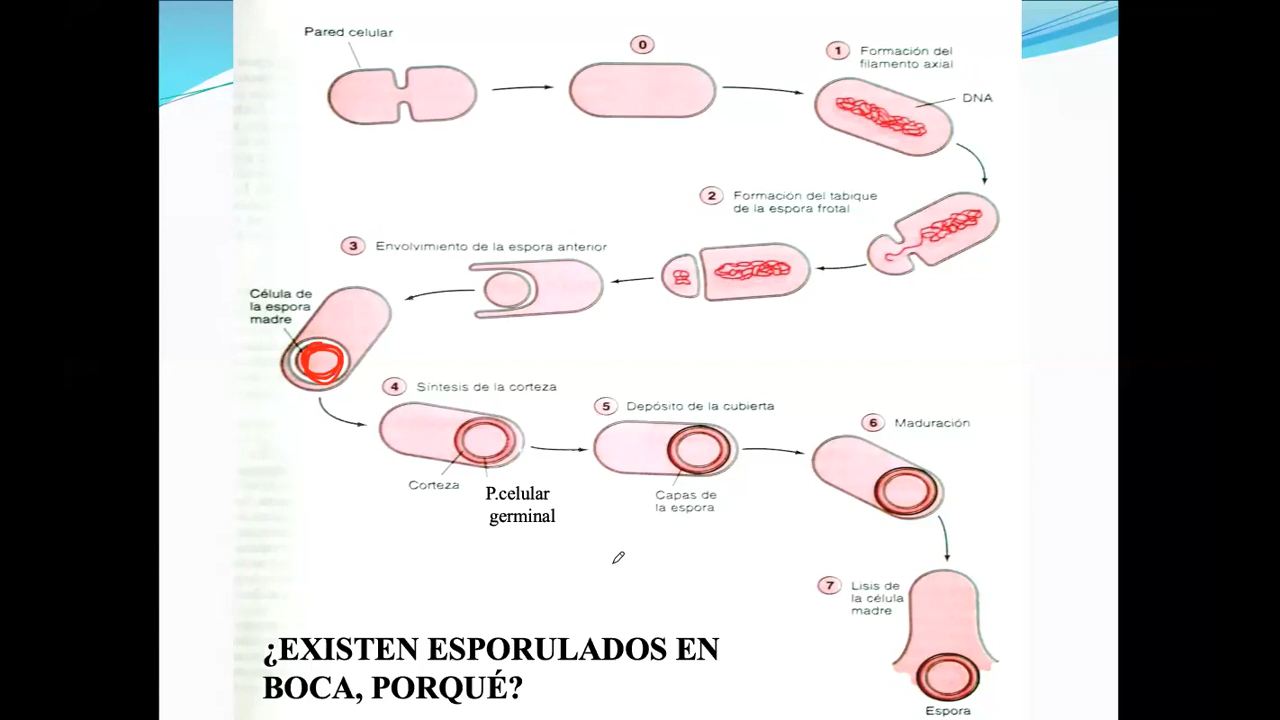 Pared celular
0
1 Formación del
filamento axial
DNA
2 Formación del tabique
de la espora frotal
3 Envolvimiento de la espora anterior
Célula de
la espora
madre
4 Síntesis de la corteza
5 Depósito de la cubierta
6 Maduración
Corteza
P.celular
germinal
Capas de
la espora
7 Lisis de
la célula
madre
¿EXISTEN ESPORULADOS EN
BOCA, PORQUÉ?
Espora